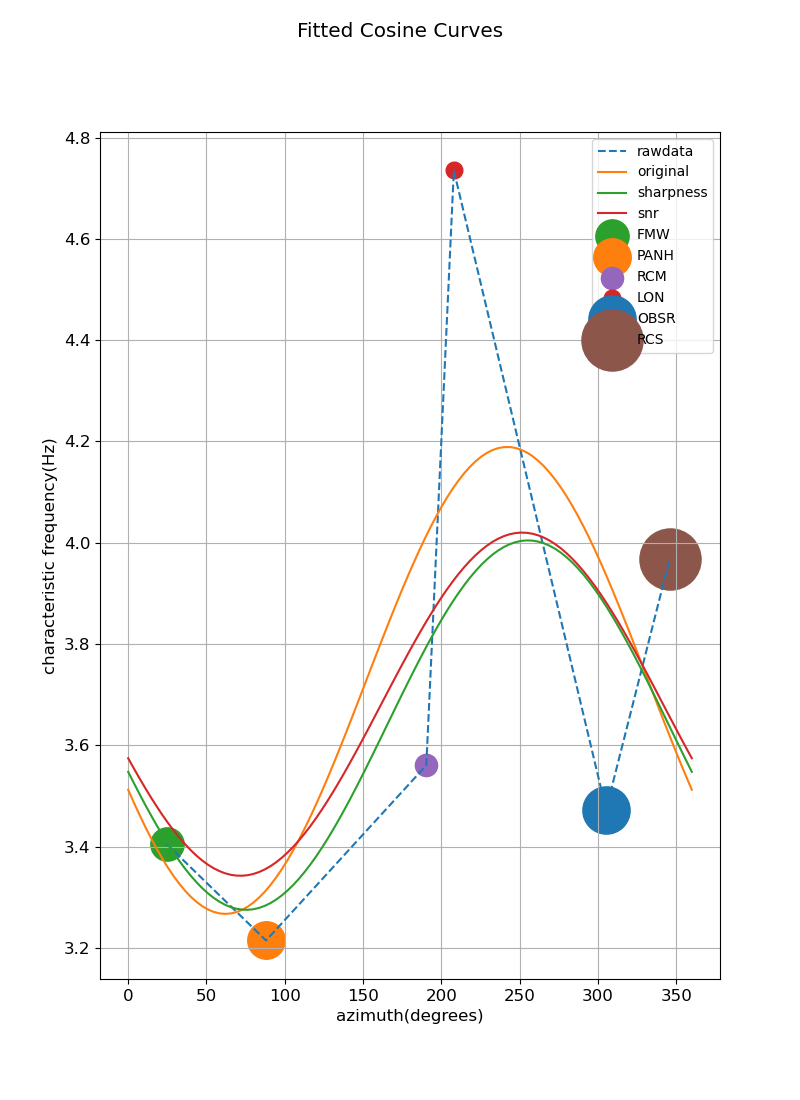 Fitted Cosine Curves
4.8
4.6
4.4
4.2
4.0
3.8
3.6
3.4
3.2
characteristic frequency(Hz)
rawdata
original
sharpness
snr
FMW
PANH
RCM
LON
OBSR
RCS
0 50 100 150 200 250 300 350
azimuth(degrees)